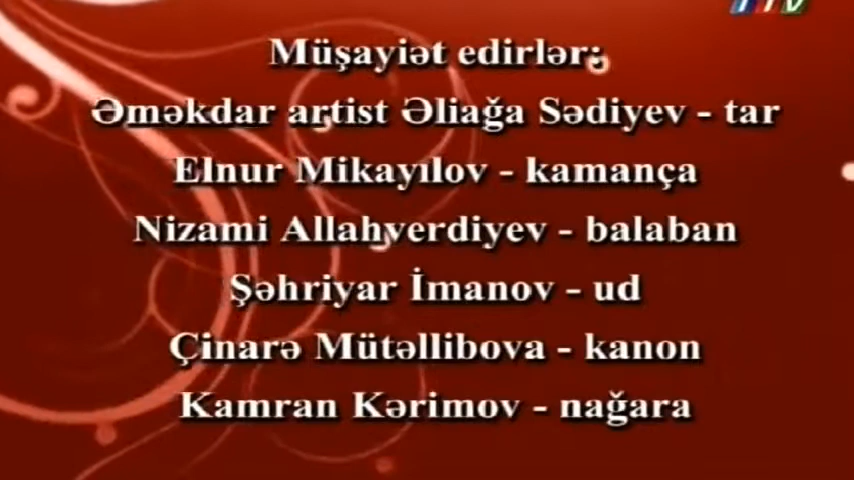 Müşayiət edirlər:
Əməkdar artist Əliağa Sədiyev - tar
Elnur Mikayılov - kamança
Nizami Allahverdiyev - balaban
Şəhriyar İmanov - ud
Çinarə Mütəllibova - kanon
Kamran Kərimov - nağara